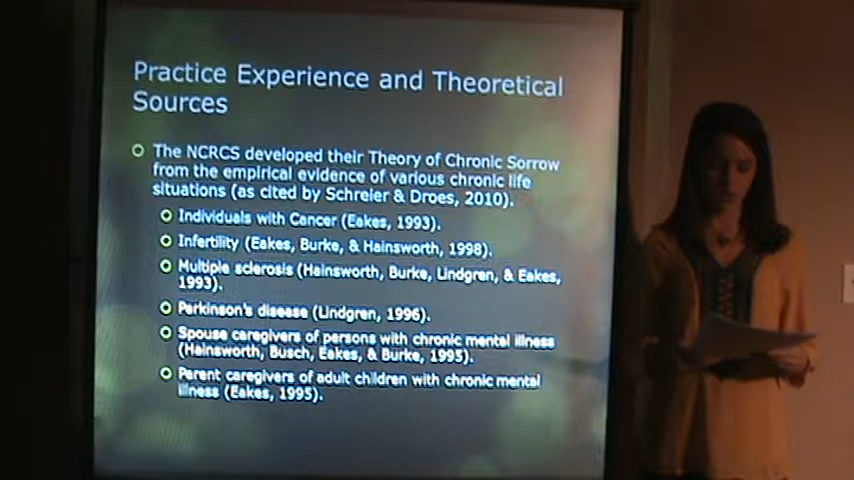 Practice Experience and Theoretical
Sources
The NCRCS developed their Theory of Chronic Sorrow
from the empirical evidence of various chronic life
situations (as cited by Schreier & Droes, 2010).
Individuals with Cancer (Eakes, 1993).
Infertility (Eakes, Burke, & Hainsworth, 1998).
Multiple sclerosis (Hainsworth, Burke, Lindgren, & Eakes,
1993).
Parkinson's disease (Lindgren, 1996).
Spouse caregivers of persons with chronic mental illness
(Hainsworth, Busch, Eakes, & Burke, 1995).
Parent caregivers of adult children with chronic mental
illness (Eakes, 1995).